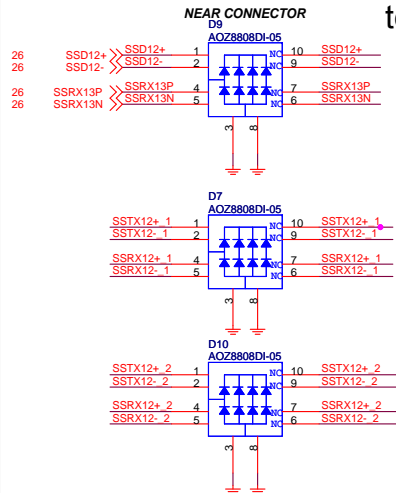 NEAR CONNECTOR
D9
AOZ8808DI-05
26 SSD12+ SSD12+ 1 NC 10 SSD12+
26 SSD12- SSD12- 2 NC 9 SSD12-
26 SSRX13P SSRX13P 4 NC 7 SSRX13P
26 SSRX13N SSRX13N 5 NC 6 SSRX13N
3 8
D7
AOZ8808DI-05
SSTX12+_1 1 NC 10 SSTX12+_1
SSTX12-_1 2 NC 9 SSTX12-_1
SSRX12+_1 4 NC 7 SSRX12+_1
SSRX12-_1 5 NC 6 SSRX12-_1
3 8
D10
AOZ8808DI-05
SSTX12+_2 1 NC 10 SSTX12+_2
SSTX12-_2 2 NC 9 SSTX12-_2
SSRX12+_2 4 NC 7 SSRX12+_2
SSRX12-_2 5 NC 6 SSRX12-_2
3 8